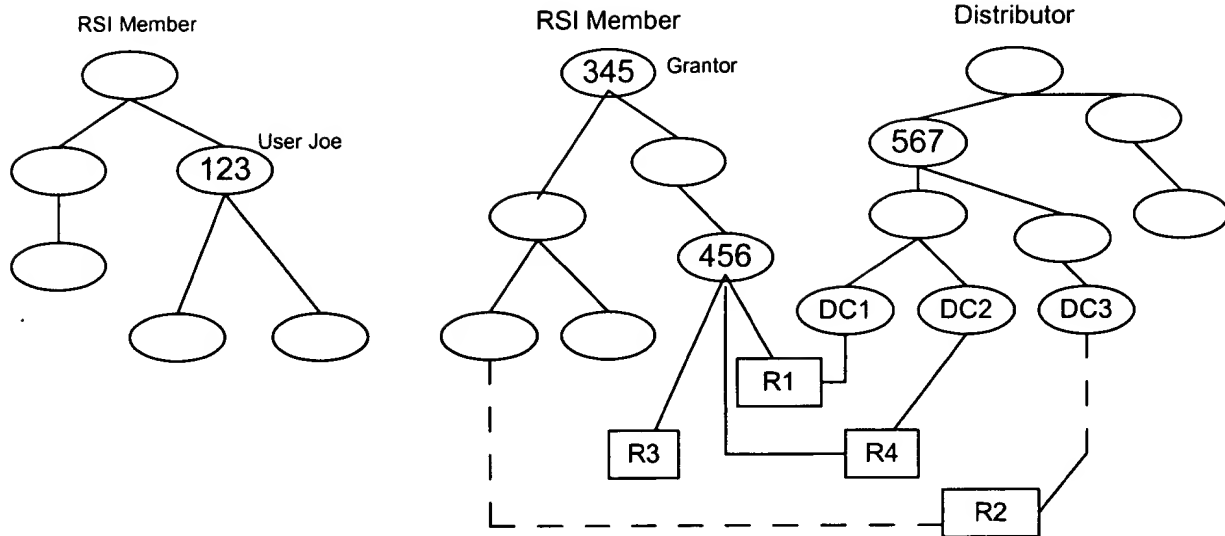 RSI Member
RSI Member
Distributor
345
Grantor
User Joe
123
567
456
DC1
DC2
DC3
R1
R3
R4
R2